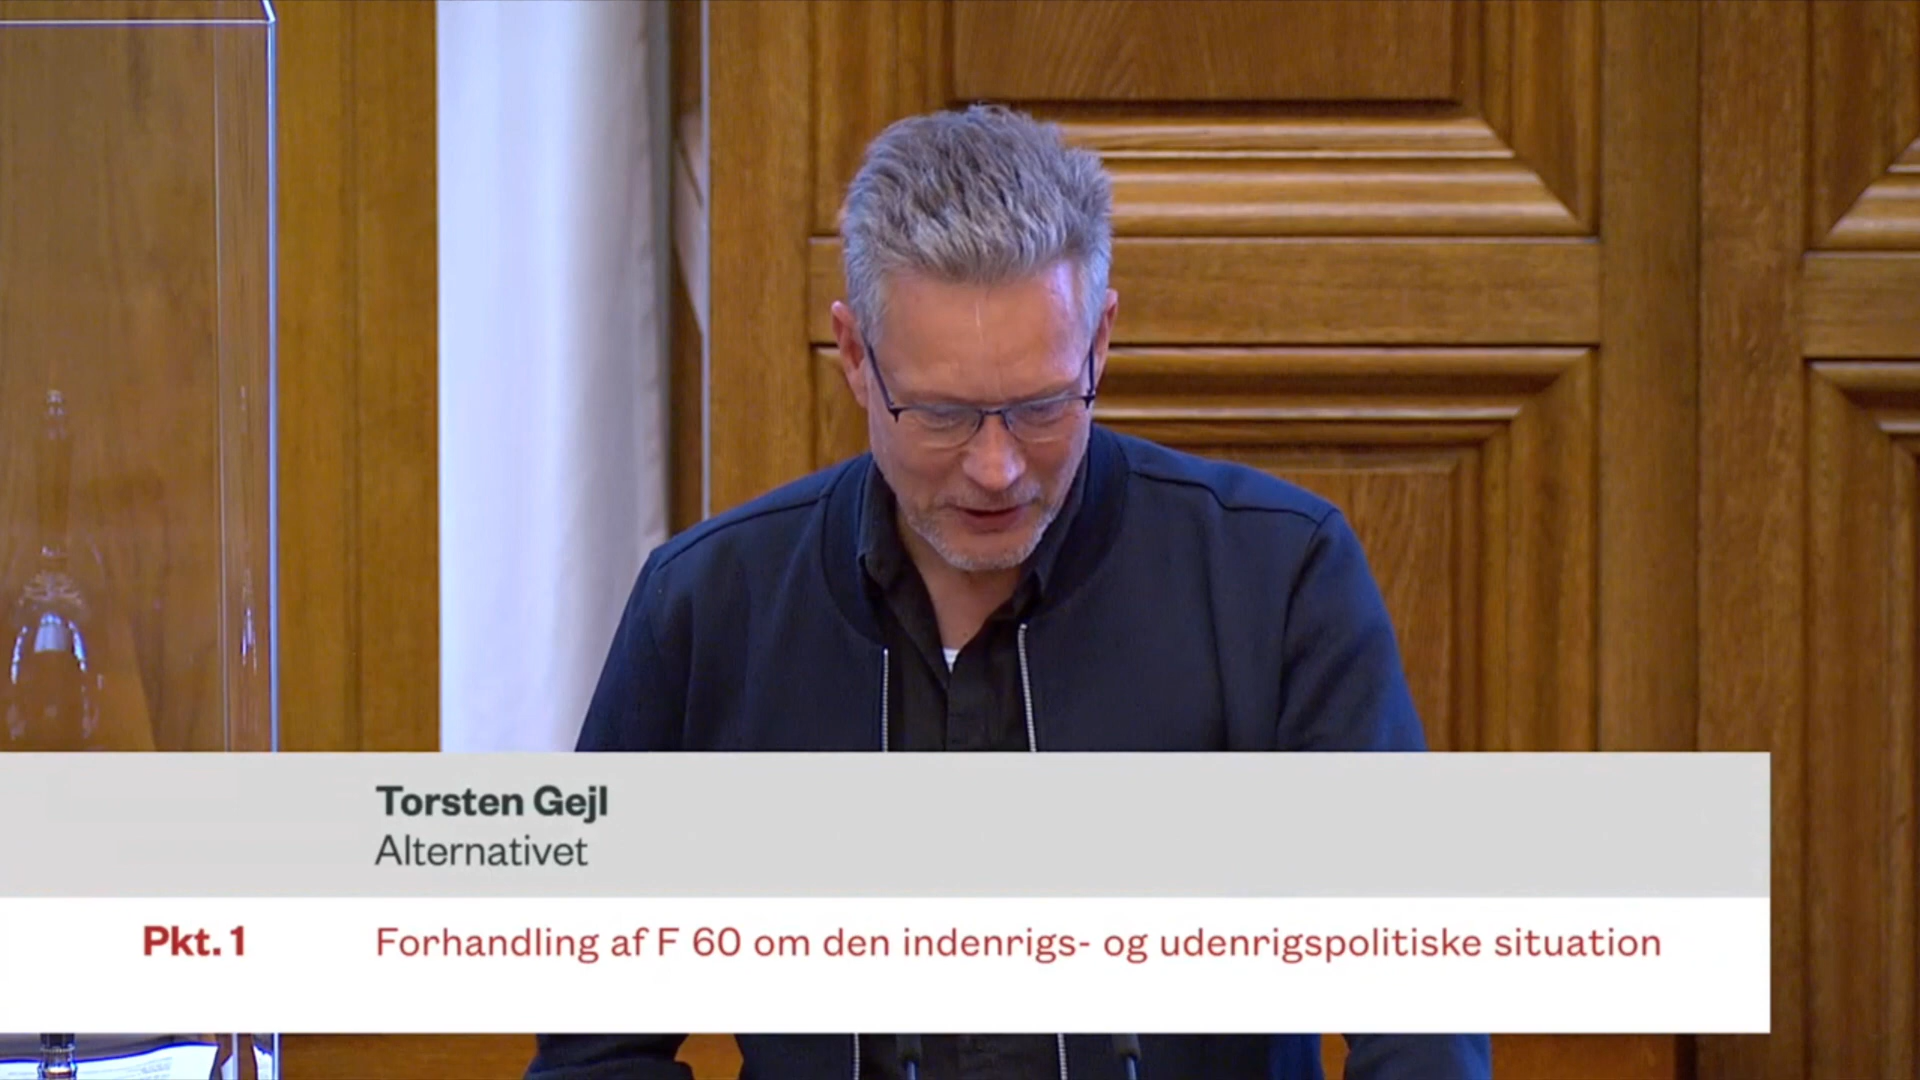 Torsten Gejl
Alternativet
Pkt. 1 Forhandling af F 60 om den indenrigs- og udenrigspolitiske situation